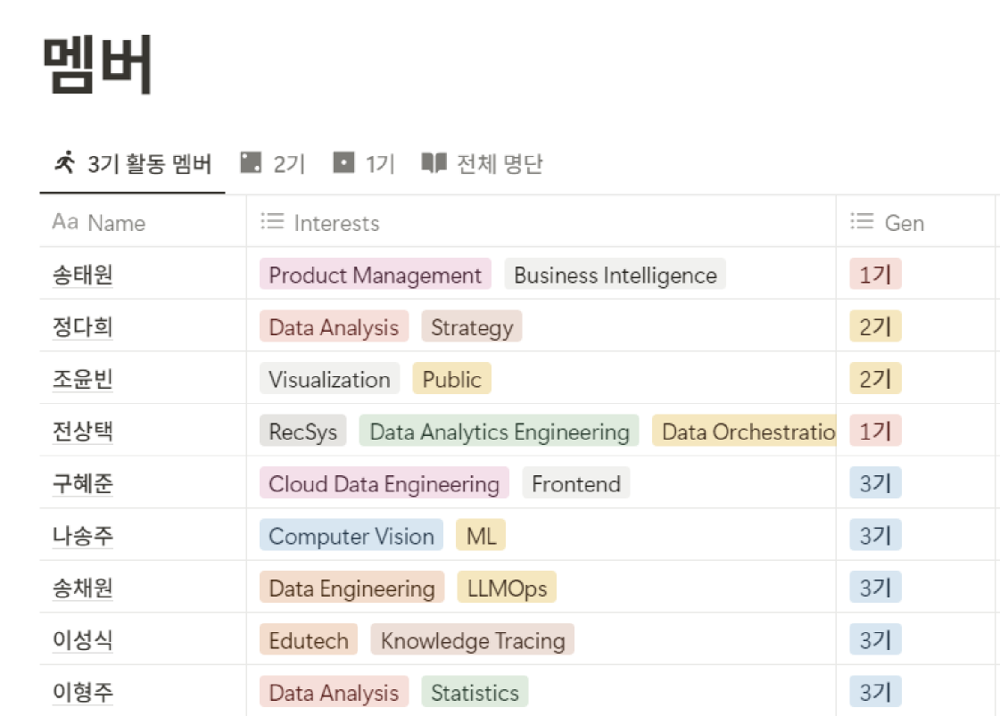 멤버
3기 활동 멤버 2기 1기 전체 명단
Aa Name Interests Gen
송태원 Product Management Business Intelligence 1기
정다희 Data Analysis Strategy 2기
조윤빈 Visualization Public 2기
전상택 RecSys Data Analytics Engineering Data Orchestratio 1기
구혜준 Cloud Data Engineering Frontend 3기
나송주 Computer Vision ML 3기
송채원 Data Engineering LLMOps 3기
이성식 Edutech Knowledge Tracing 3기
이형주 Data Analysis Statistics 3기